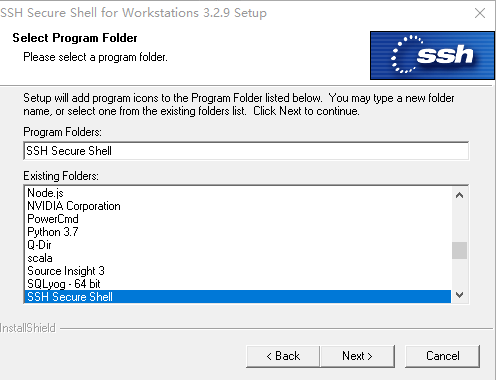 SSH Secure Shell for Workstations 3.2.9 Setup
Select Program Folder
Please select a program folder.
ssh
Setup will add program icons to the Program Folder listed below. You may type a new folder
name, or select one from the existing folders list. Click Next to continue.
Program Folders:
SSH Secure Shell
Existing Folders:
Node.js
NVIDIA Corporation
PowerCmd
Python 3.7
Q-Dir
scala
Source Insight 3
SQLyog - 64 bit
SSH Secure Shell
InstallShield
< Back
Next >
Cancel